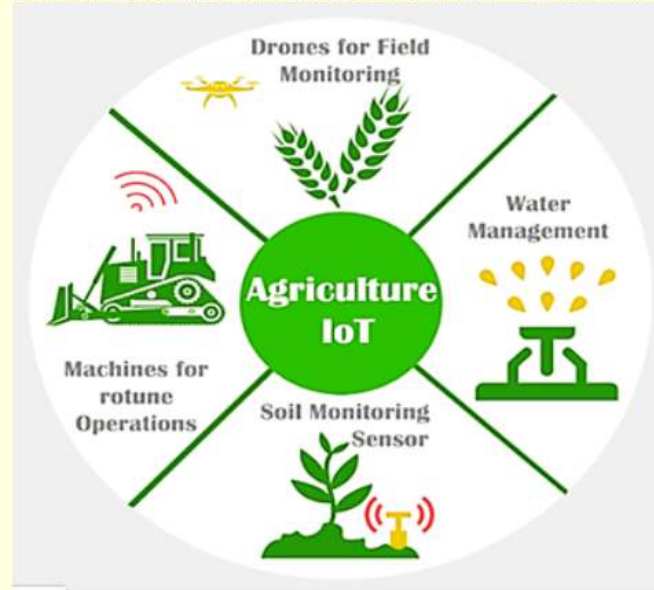 Drones for Field
Monitoring
Water
Management
Agriculture
IoT
Machines for
rotune
Operations
Soil Monitoring
Sensor